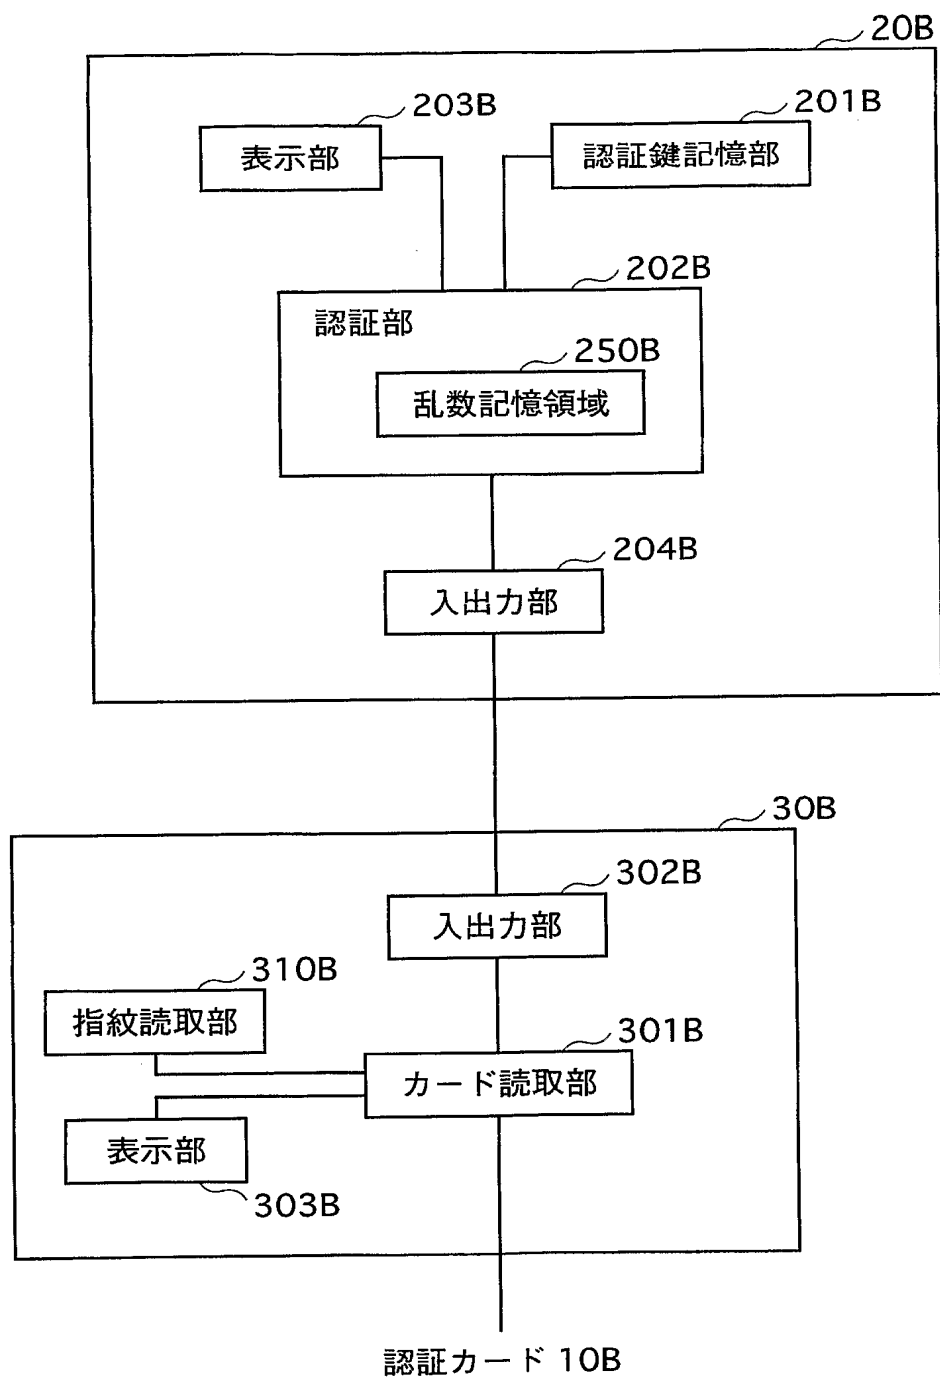 20B
203B
201B
表示部
認証鍵記憶部
202B
認証部
250B
乱数記憶領域
204B
入出力部
30B
302B
入出力部
310B
指紋読取部
301B
カード読取部
表示部
303B
認証カード 10B